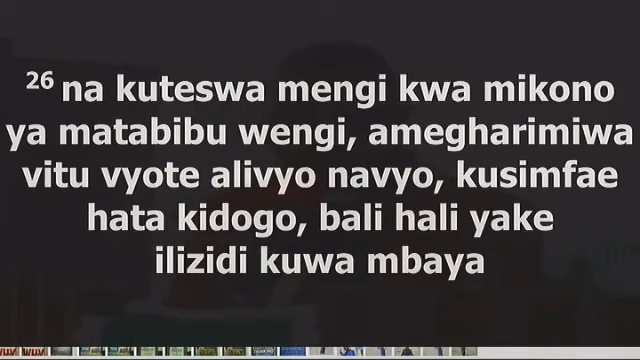 26 na kuteswa mengi kwa mikono
ya matabibu wengi, amegharimiwa
vitu vyote alivyo navyo, kusimfae
hata kidogo, bali hali yake
ilizidi kuwa mbaya